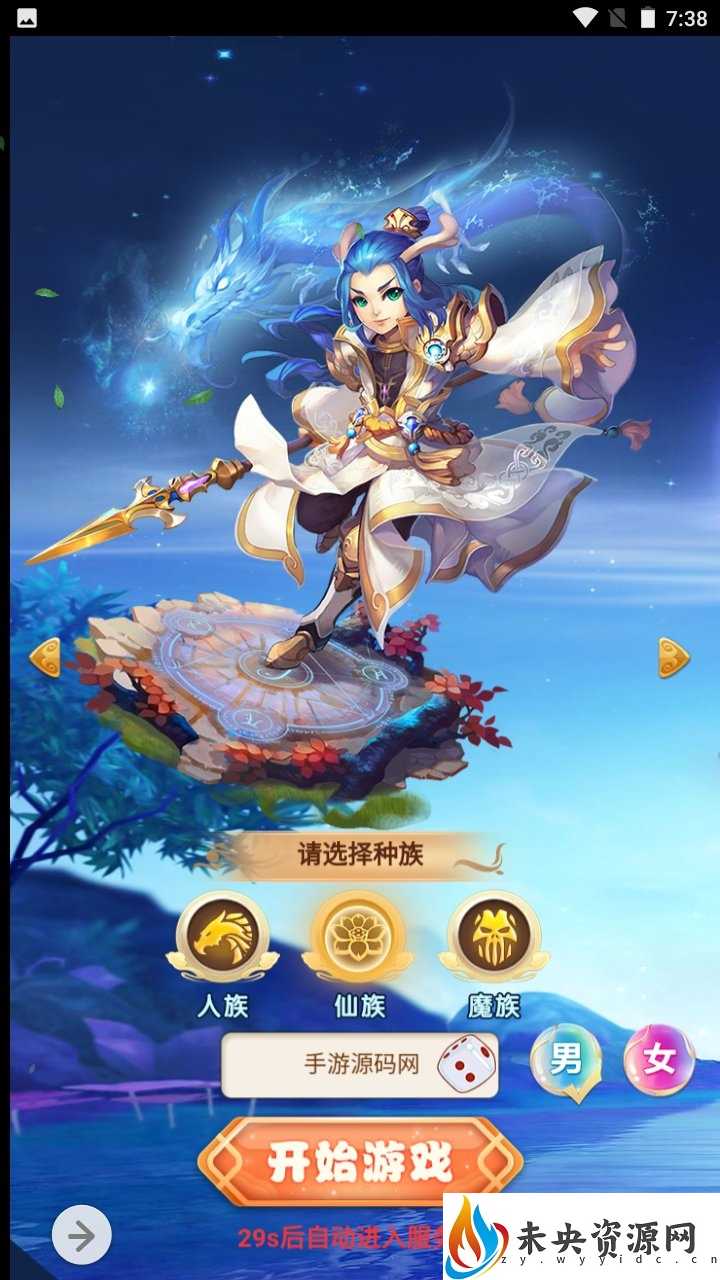 7:38
请选择种族
人族 仙族 魔族
手游源码网
男 女
开始游戏
29s后自动进入服
未央资源网
zy.wyyidc.cn